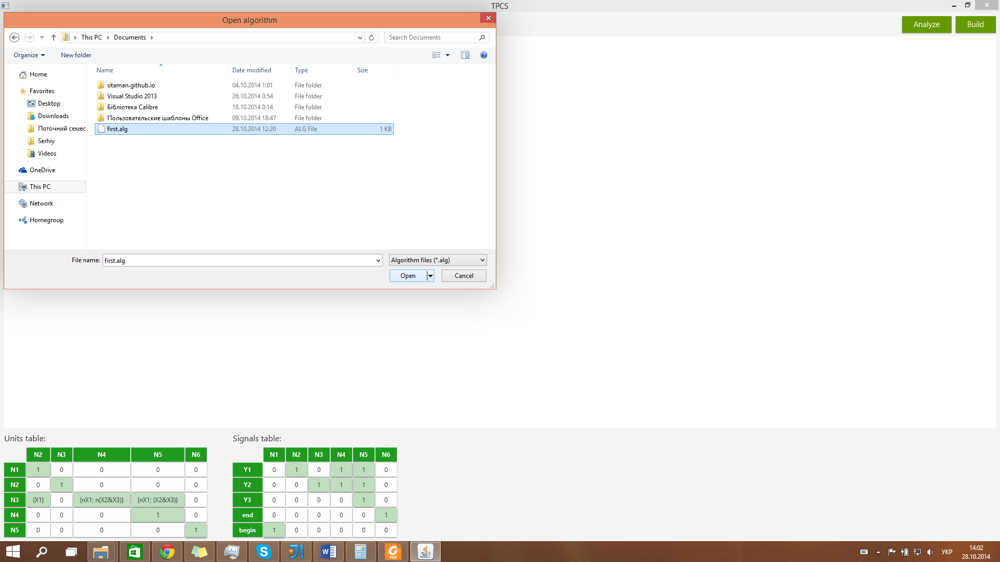 TPCS
Open algorithm
Analyze
Build
This PC
Documents
Search Documents
Organize
New folder
Name
Date modified
Type
Size
Home
Favorites
Desktop
Downloads
Поточний семес
Serhiy
Videos
OneDrive
This PC
Network
Homegroup
otaman.github.io 04.10.2014 1:01 File folder
Visual Studio 2013 26.10.2014 0:54 File folder
Бібліотека Calibre 18.10.2014 0:14 File folder
Пользовательские шаблоны Office 09.10.2014 18:47 File folder
first.alg 28.10.2014 12:20 ALG File 1 KB
File name: first.alg
Algorithm files (*.alg)
Open
Cancel
Units table:
N2 N3 N4 N5 N6
N1 1 0 0 0 0
N2 0 1 0 0 0
N3 {X1} 0 {nX1; n(X2&X3)} {nX1; (X2&X3)} 0
N4 0 0 0 1 0
N5 0 0 0 0 1
Signals table:
N1 N2 N3 N4 N5 N6
Y1 0 1 0 1 1 0
Y2 0 0 1 1 1 0
Y3 0 0 0 0 1 0
end 0 0 0 0 0 1
begin 1 0 0 0 0 0
УКР
14:02
28.10.2014
PDF